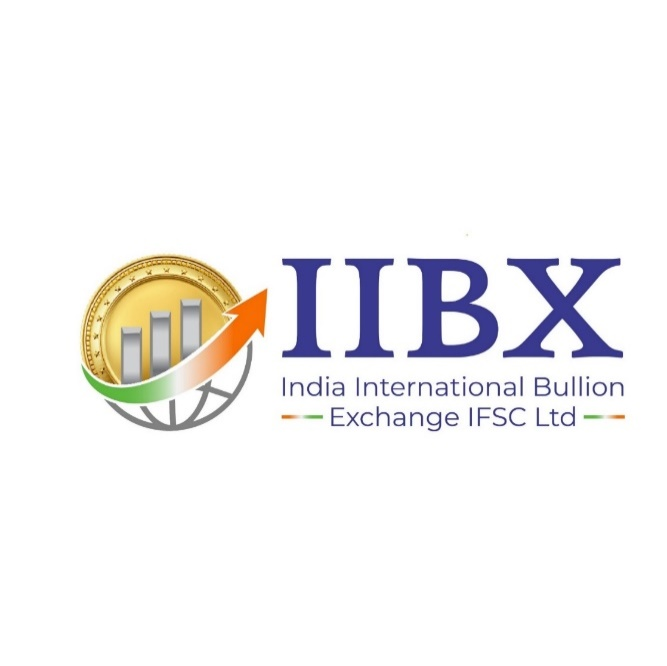 IIBX
India International Bullion
Exchange IFSC Ltd